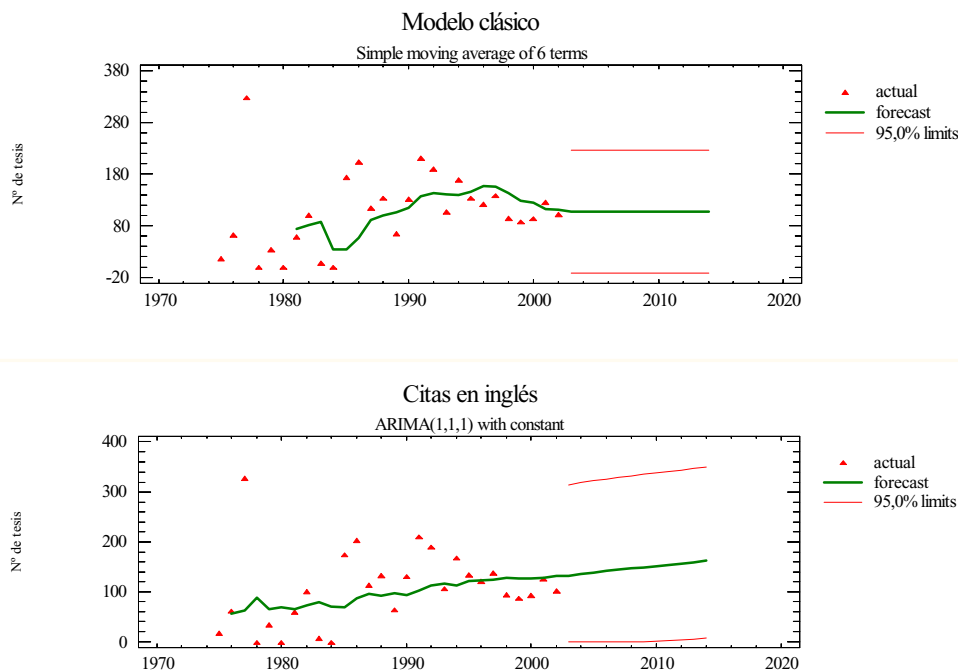 Modelo clásico
Simple moving average of 6 terms
380
280
180
80
-20
Nº de tesis
1970 1980 1990 2000 2010 2020
actual
forecast
95,0% limits
Citas en inglés
ARIMA(1,1,1) with constant
400
300
200
100
0
Nº de tesis
1970 1980 1990 2000 2010 2020
actual
forecast
95,0% limits